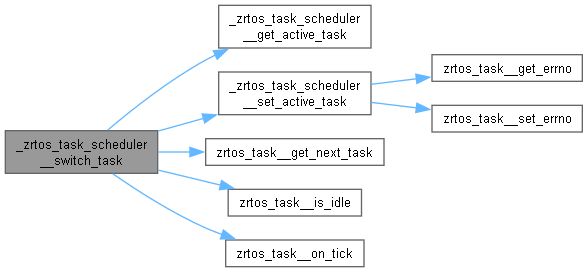 _zrtos_task_scheduler
__get_active_task
_zrtos_task_scheduler
__set_active_task
zrtos_task__get_errno
zrtos_task__set_errno
_zrtos_task_scheduler
__switch_task
zrtos_task__get_next_task
zrtos_task__is_idle
zrtos_task__on_tick